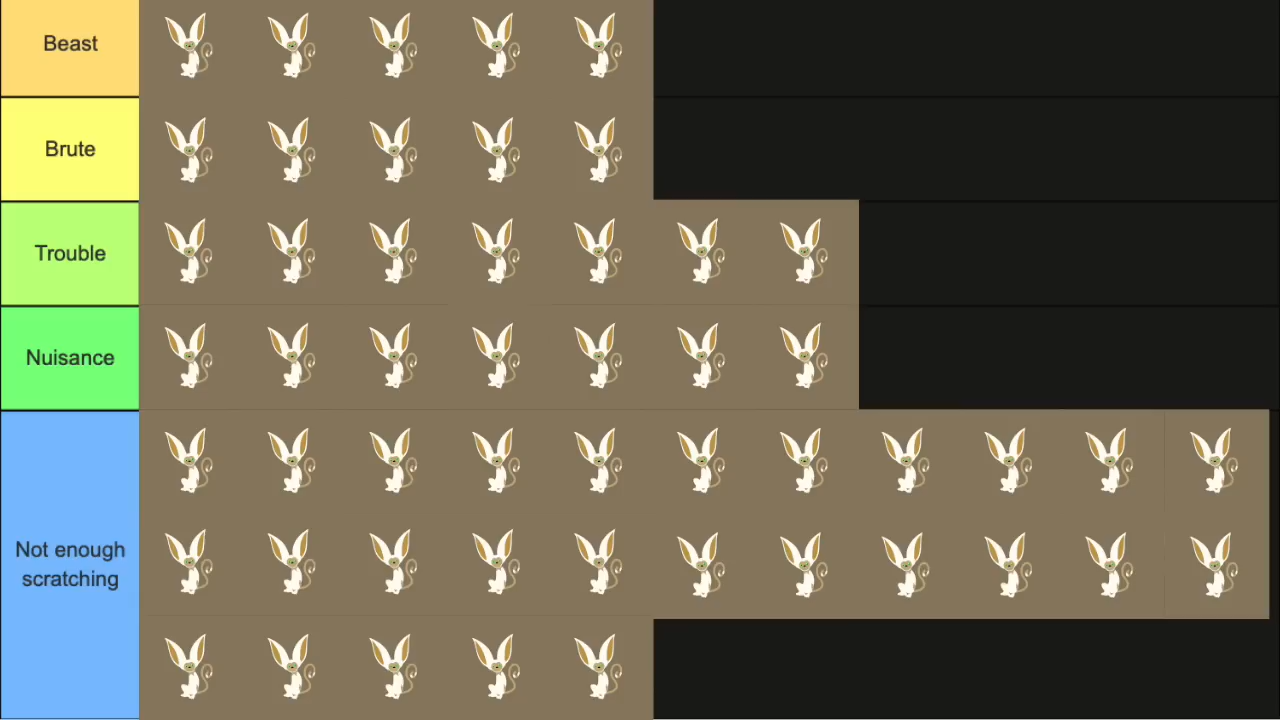 Beast
Brute
Trouble
Nuisance
Not enough
scratching